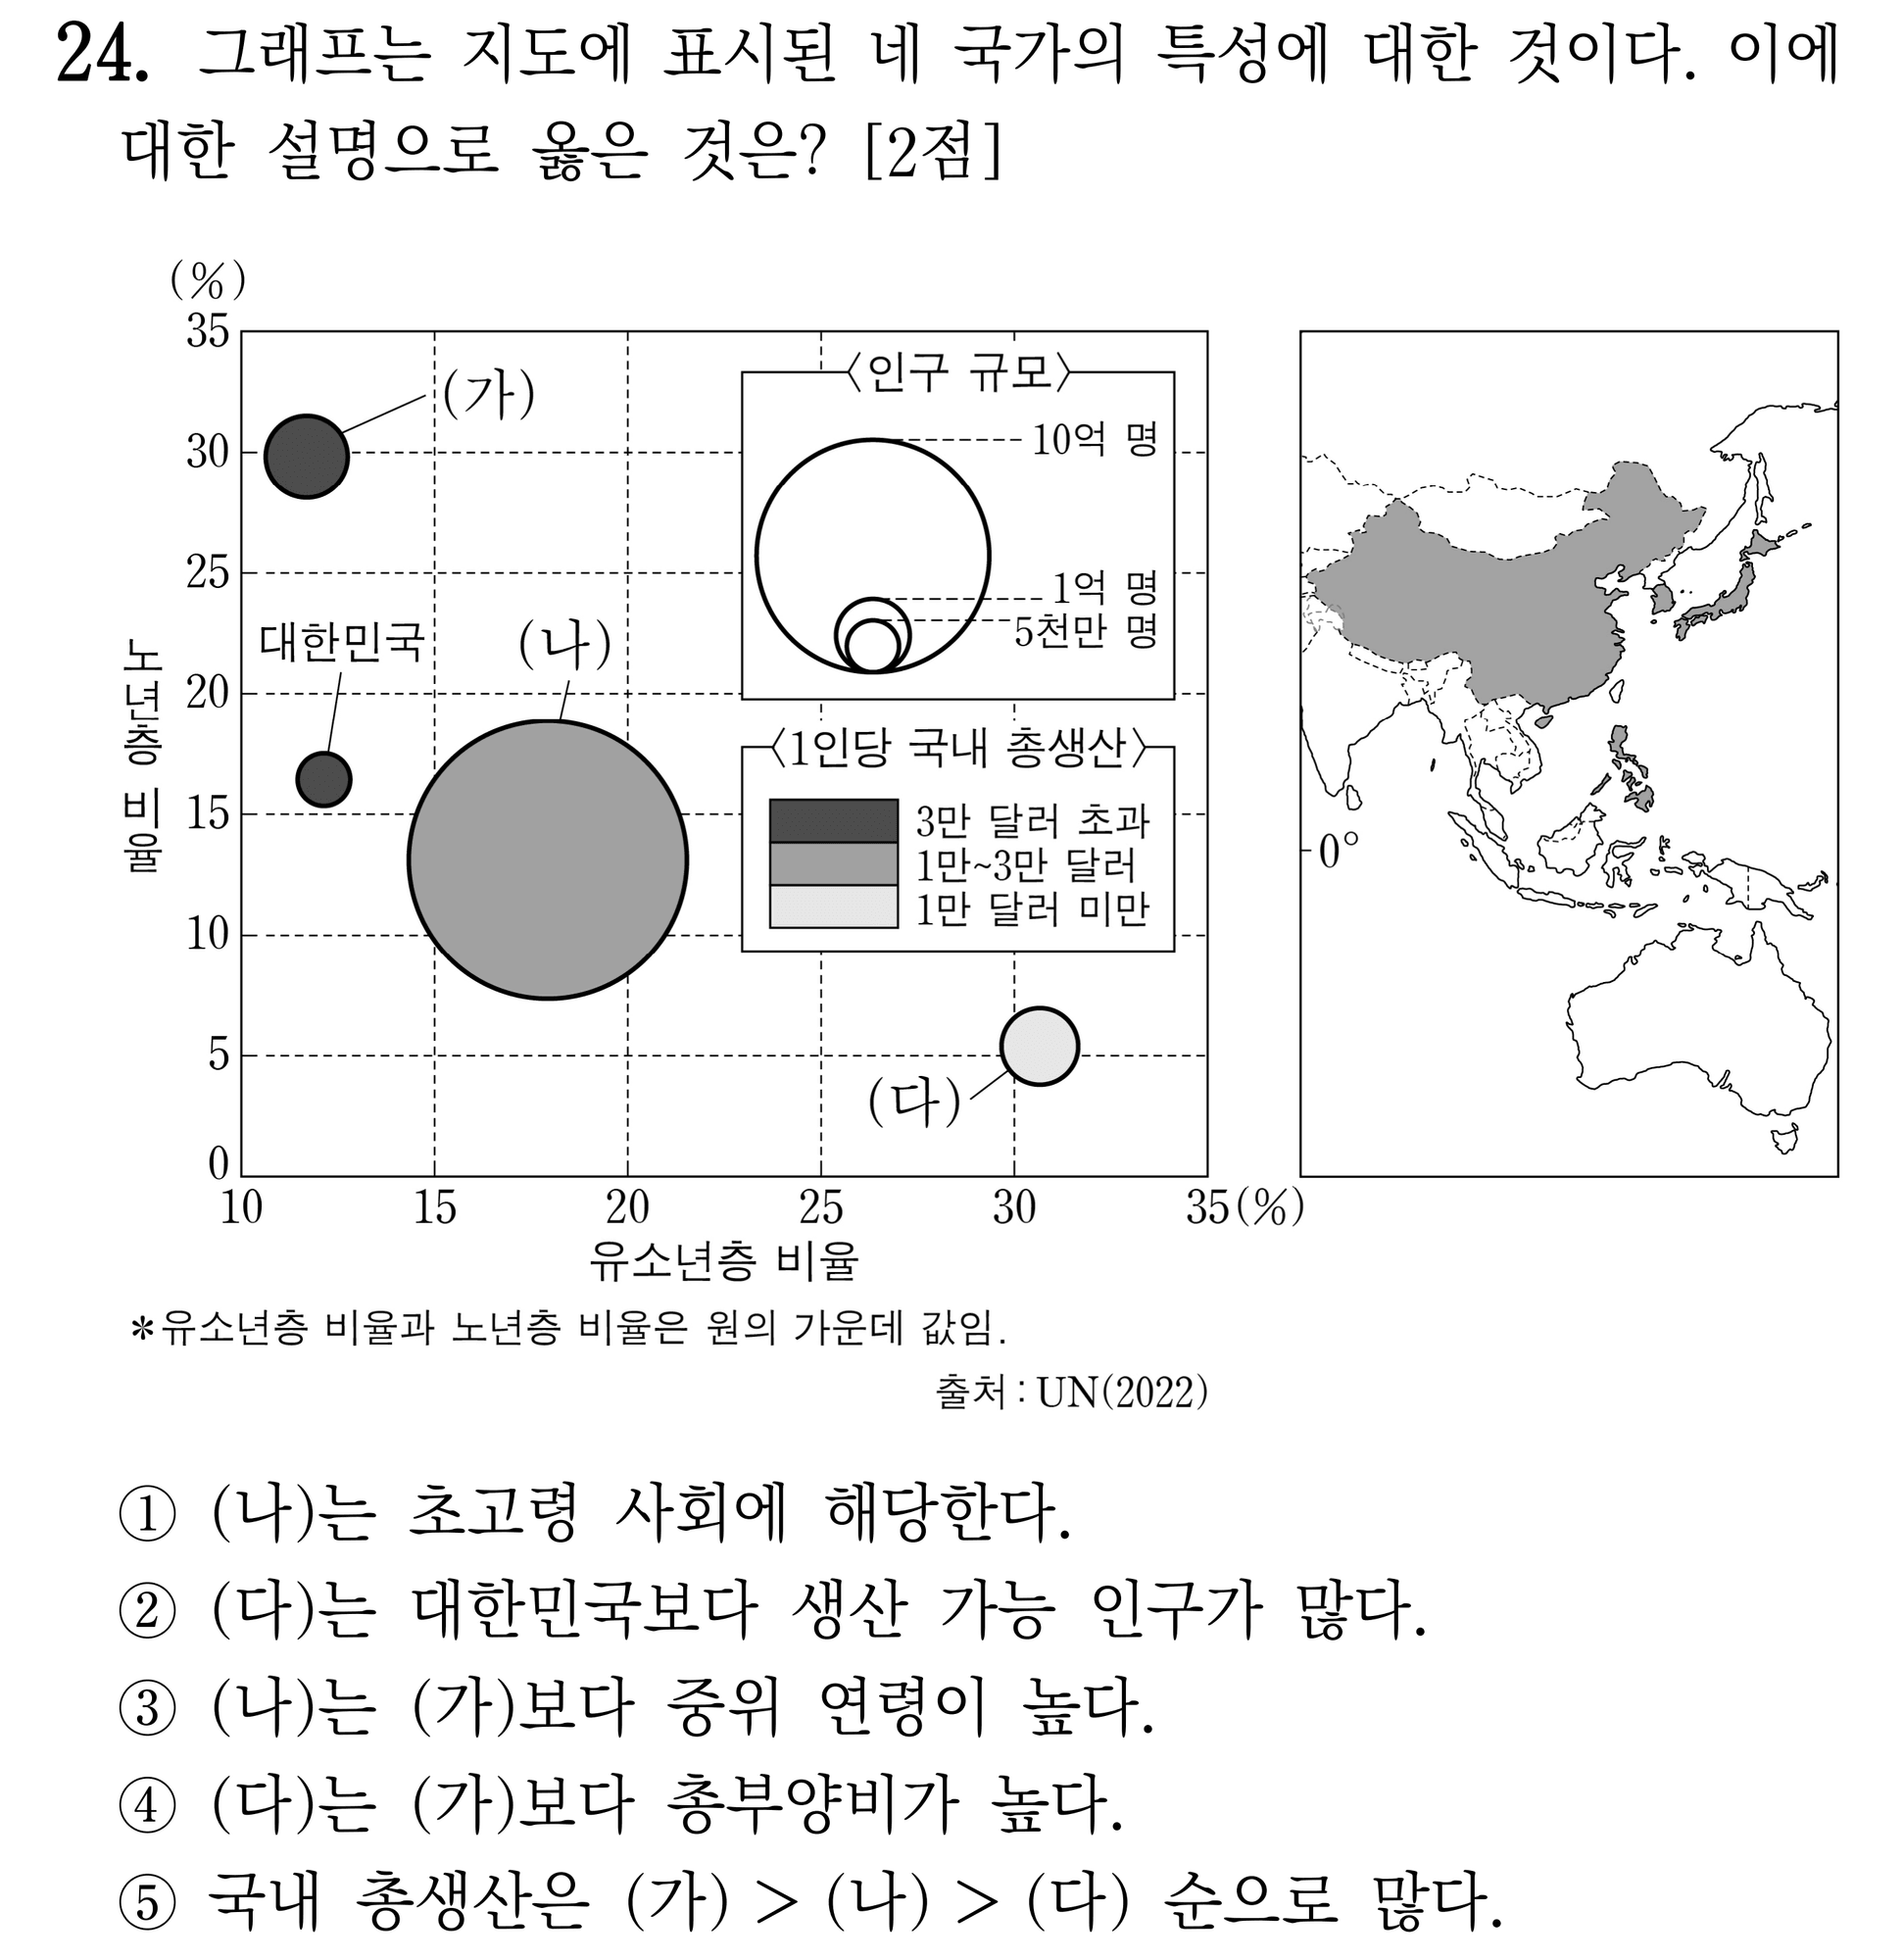 24. 그래프는 지도에 표시된 네 국가의 특성에 대한 것이다. 이에
대한 설명으로 옳은 것은? [2점]
(%)
35
30
25
20
15
10
5
0
노년층 비율
(가)
대한민국
(나)
(다)
〈인구 규모〉
10억 명
1억 명
5천만 명
〈1인당 국내 총생산〉
3만 달러 초과
1만~3만 달러
1만 달러 미만
10 15 20 25 30 35(%)
유소년층 비율
0°
*유소년층 비율과 노년층 비율은 원의 가운데 값임.
출처 : UN(2022)
① (나)는 초고령 사회에 해당한다.
② (다)는 대한민국보다 생산 가능 인구가 많다.
③ (나)는 (가)보다 중위 연령이 높다.
④ (다)는 (가)보다 총부양비가 높다.
⑤ 국내 총생산은 (가) > (나) > (다) 순으로 많다.